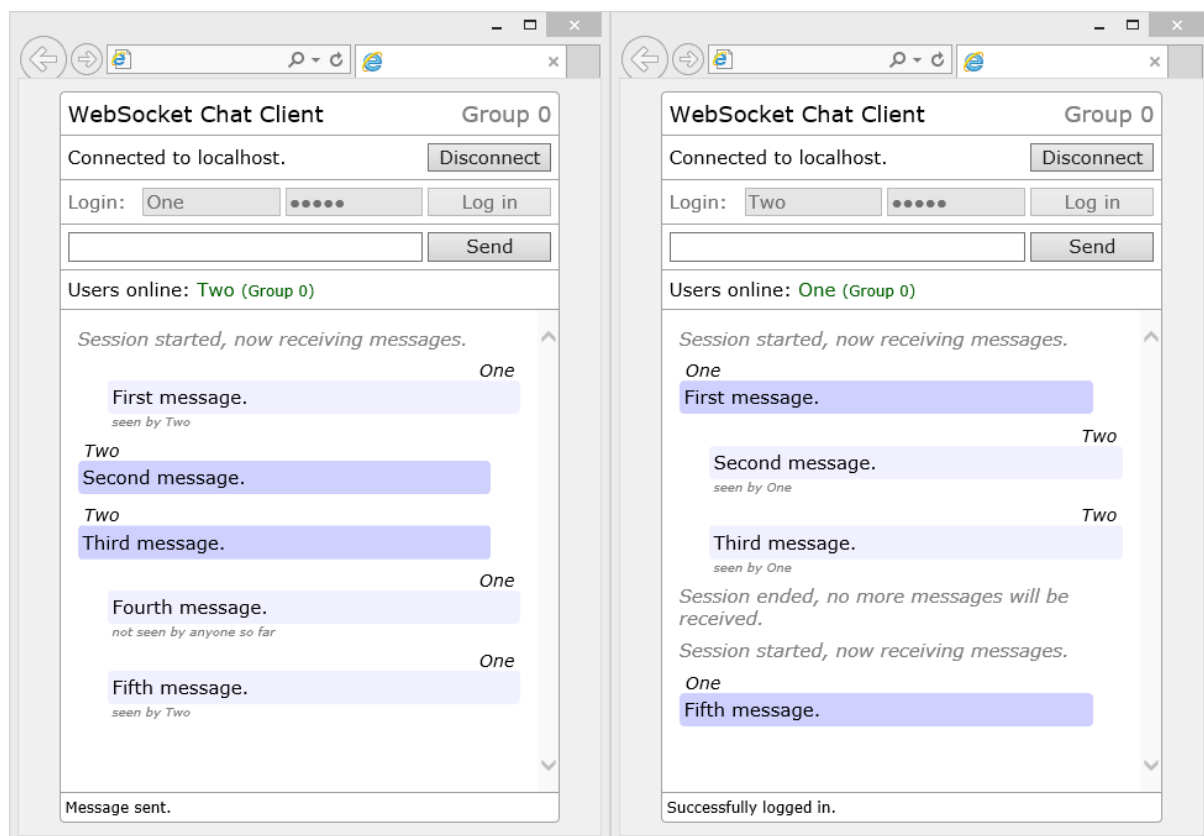 WebSocket Chat Client Group 0
Connected to localhost. Disconnect
Login: One ●●●●● Log in
Send
Users online: Two (Group 0)
Session started, now receiving messages.
One
First message.
seen by Two
Two
Second message.
Two
Third message.
One
Fourth message.
not seen by anyone so far
One
Fifth message.
seen by Two
Message sent.
WebSocket Chat Client Group 0
Connected to localhost. Disconnect
Login: Two ●●●●● Log in
Send
Users online: One (Group 0)
Session started, now receiving messages.
One
First message.
Two
Second message.
seen by One
Two
Third message.
seen by One
Session ended, no more messages will be
received.
Session started, now receiving messages.
One
Fifth message.
Successfully logged in.